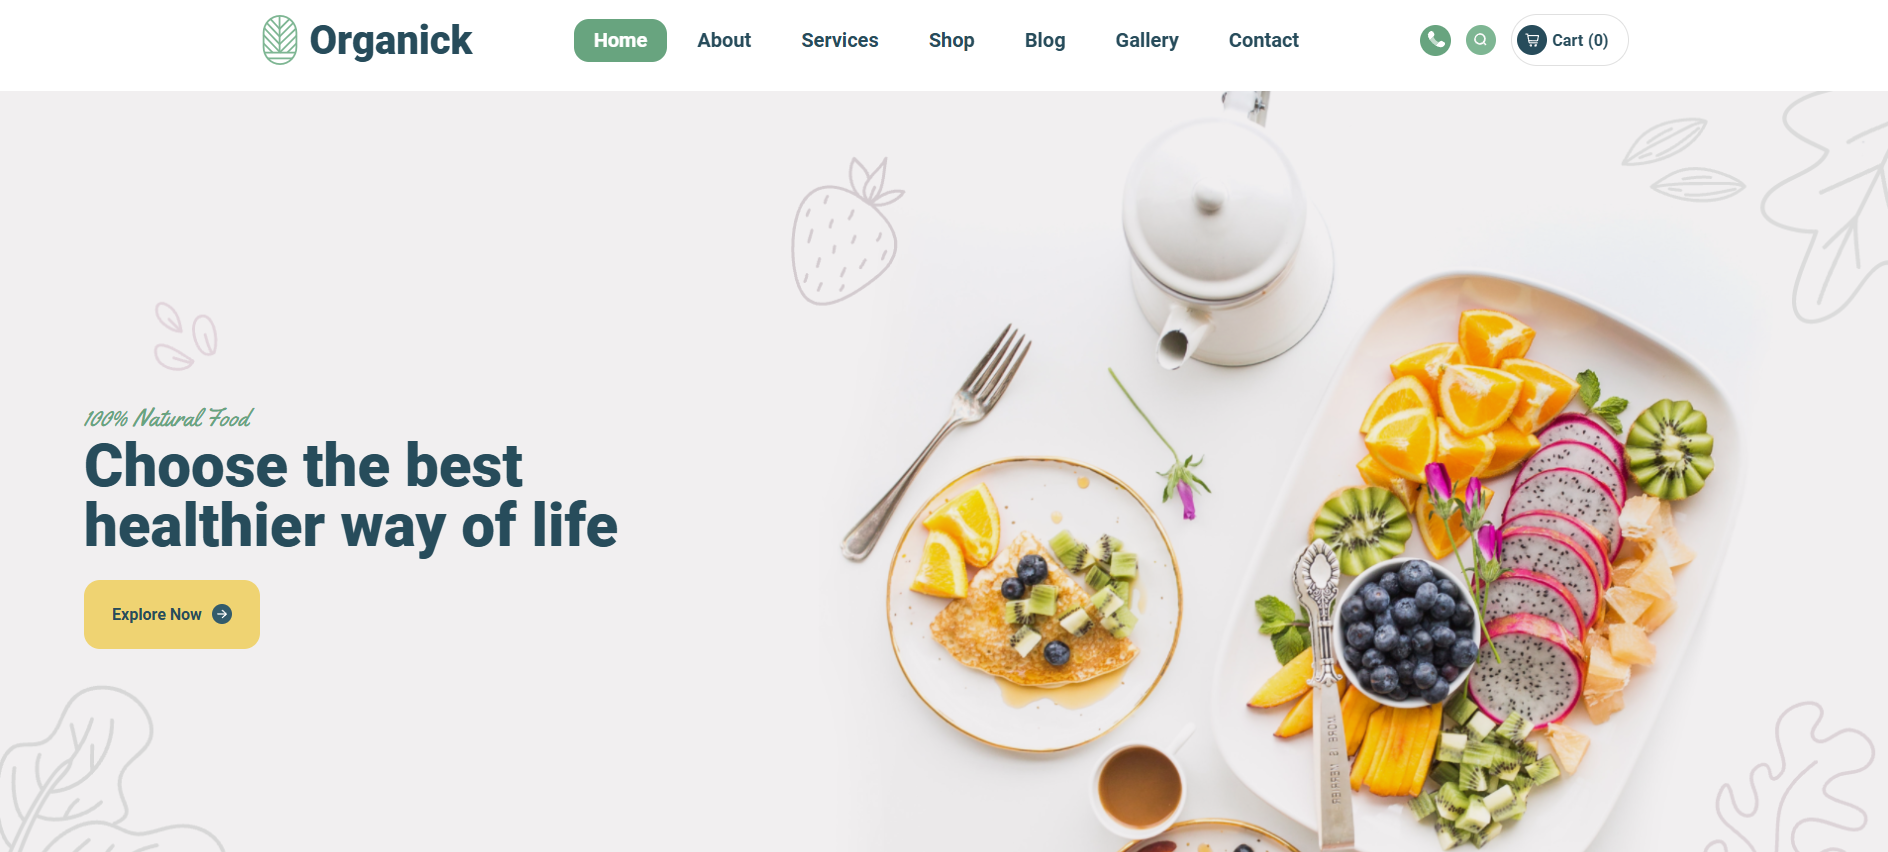 Organick
Home
About
Services
Shop
Blog
Gallery
Contact
Cart (0)
100% Natural Food
Choose the best
healthier way of life
Explore Now